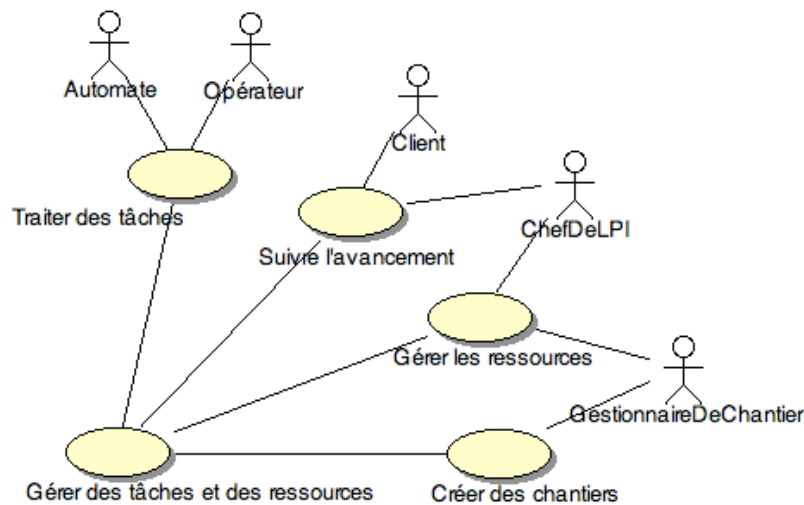 Automate
Opérateur
Client
Traiter des tâches
ChefDeLPI
Suivre l'avancement
Gérer les ressources
GestionnaireDeChantier
Gérer des tâches et des ressources
Créer des chantiers